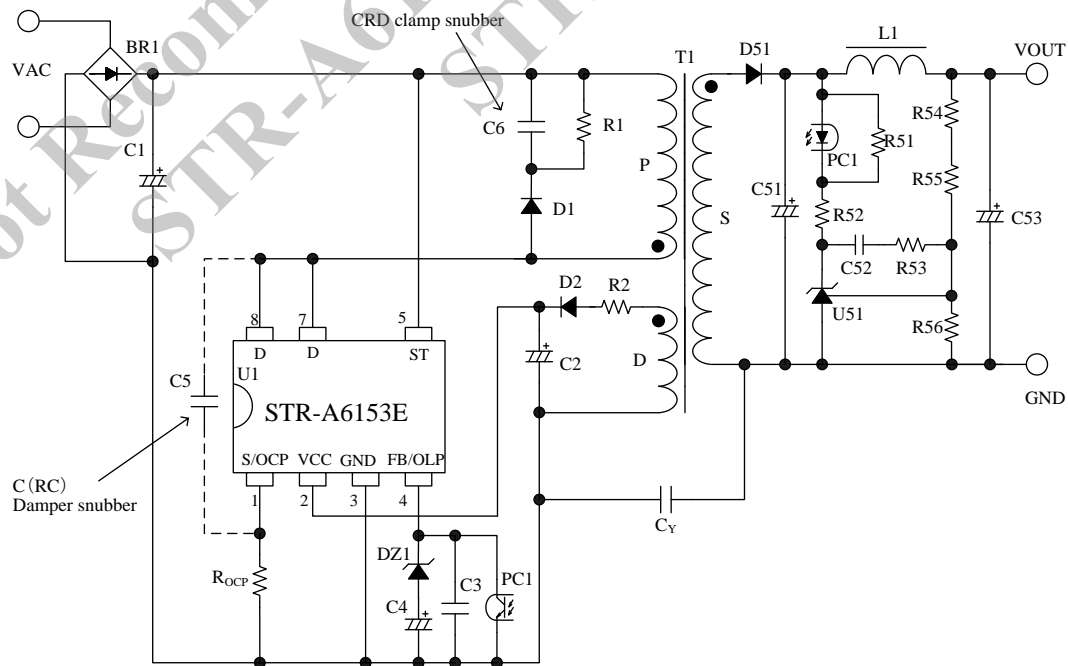 CRD clamp snubber
VAC
BR1
C1
C6
R1
D1
T1
P
S
D
D51
L1
VOUT
PC1
R51
R54
R55
C51
R52
C52
R53
C53
U51
R56
GND
D2
R2
C2
8
7
5
D
D
ST
U1
STR-A6153E
S/OCP
VCC
GND
FB/OLP
1
2
3
4
C5
C(RC)
Damper snubber
ROCP
DZ1
C4
C3
PC1
CY
STR-A61